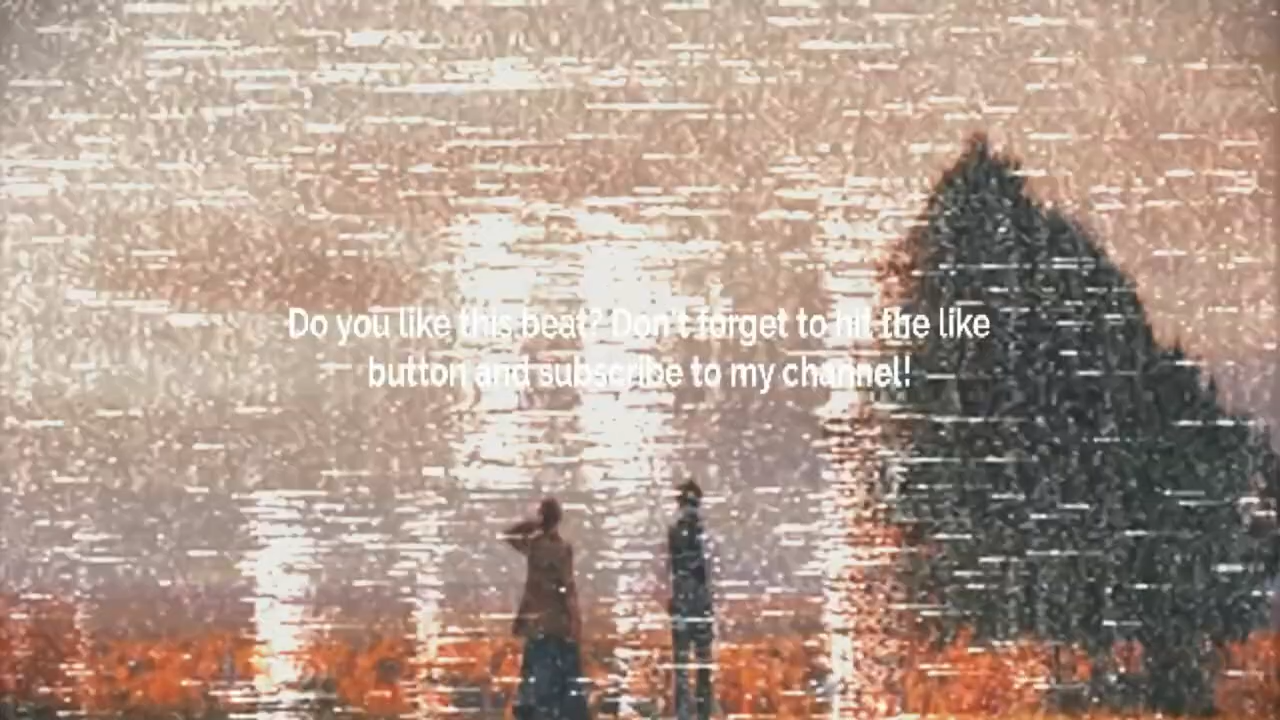 Do you like this beat? Don't forget to hit the like
button and subscribe to my channel!